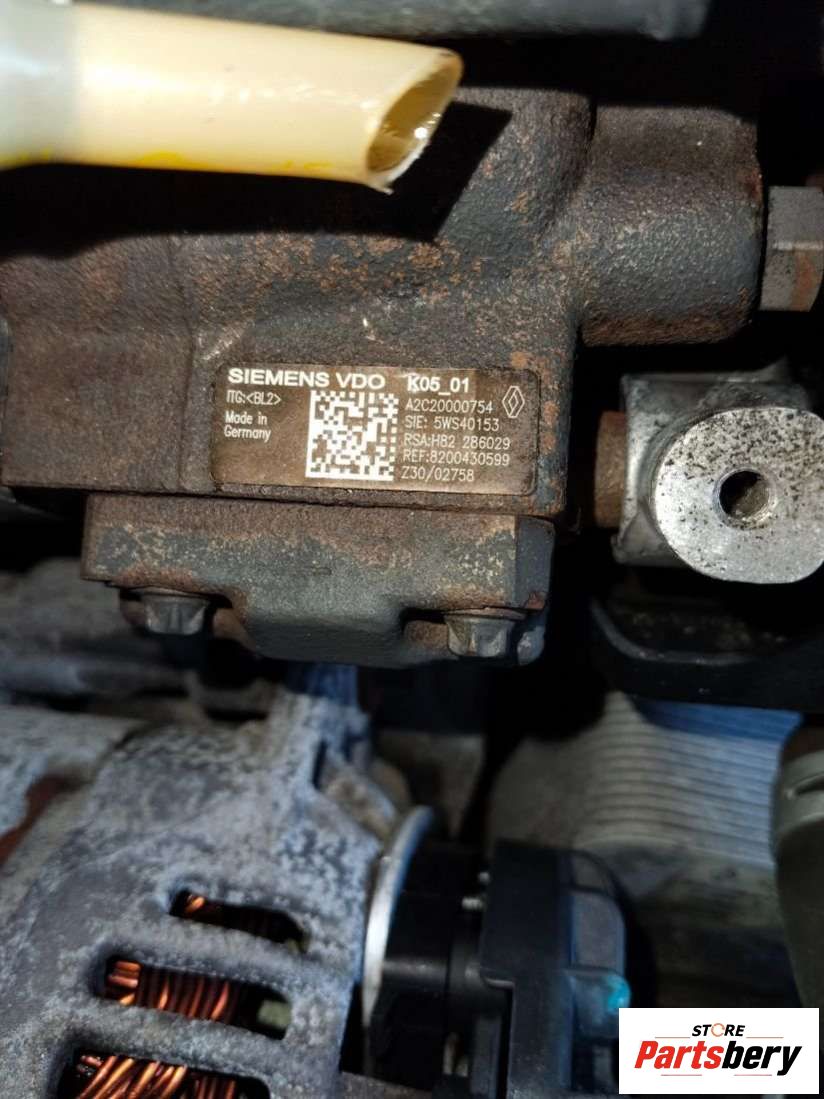 SIEMENS VDO K05_01
ITG:<BL2>
Made in
Germany
A2C20000754
SIE: 5WS40153
RSA:H82 286029
REF:8200430599
Z30/02758
STORE
Partsbery